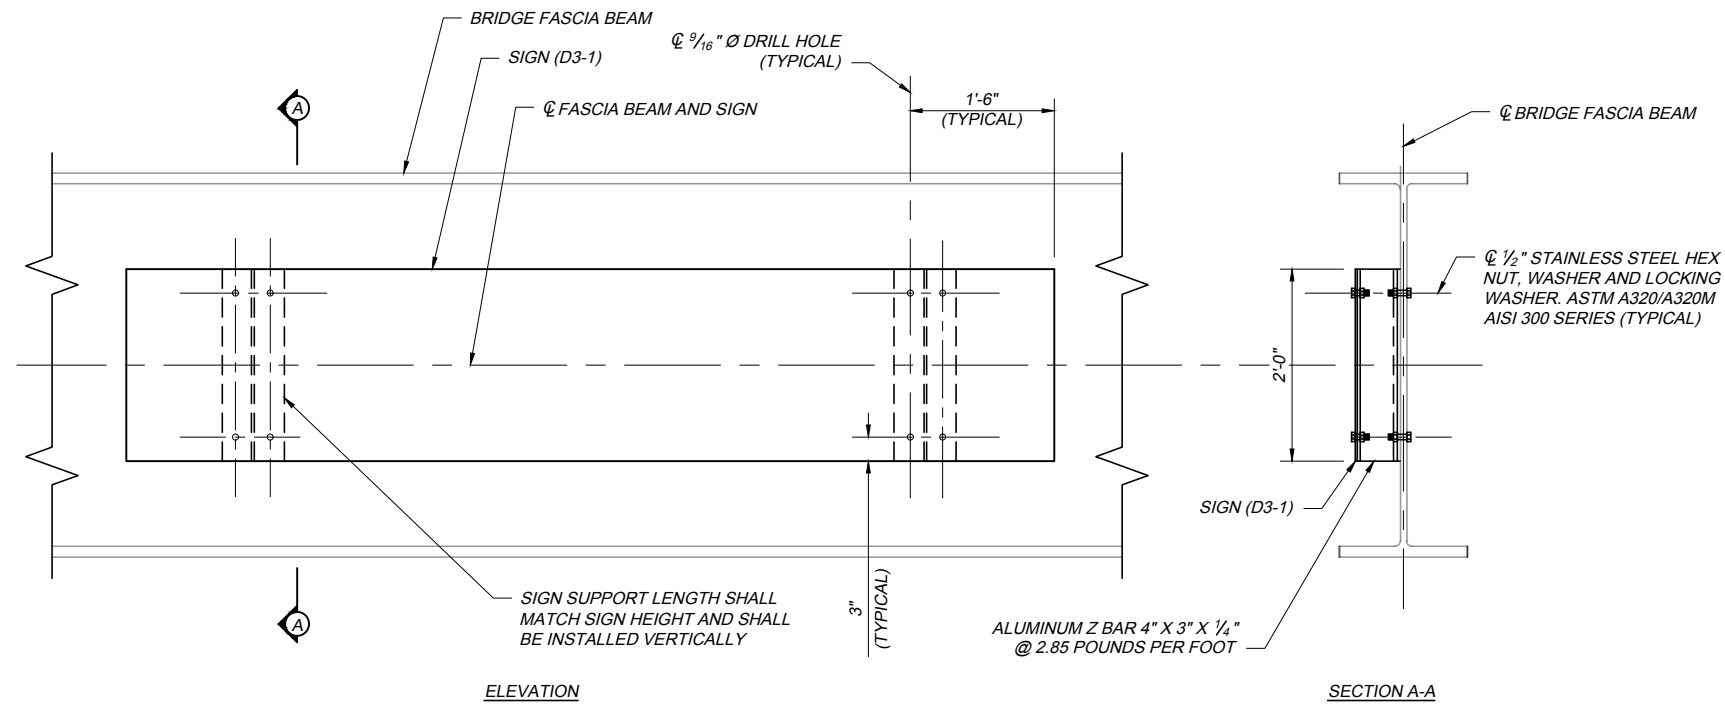 BRIDGE FASCIA BEAM
SIGN (D3-1)
℄ FASCIA BEAM AND SIGN
℄ 9/16" Ø DRILL HOLE
(TYPICAL)
1'-6"
(TYPICAL)
A
A
SIGN SUPPORT LENGTH SHALL
MATCH SIGN HEIGHT AND SHALL
BE INSTALLED VERTICALLY
3"
(TYPICAL)
ELEVATION
℄ BRIDGE FASCIA BEAM
℄ 1/2" STAINLESS STEEL HEX
NUT, WASHER AND LOCKING
WASHER. ASTM A320/A320M
AISI 300 SERIES (TYPICAL)
2'-0"
SIGN (D3-1)
ALUMINUM Z BAR 4" X 3" X 1/4"
@ 2.85 POUNDS PER FOOT
SECTION A-A